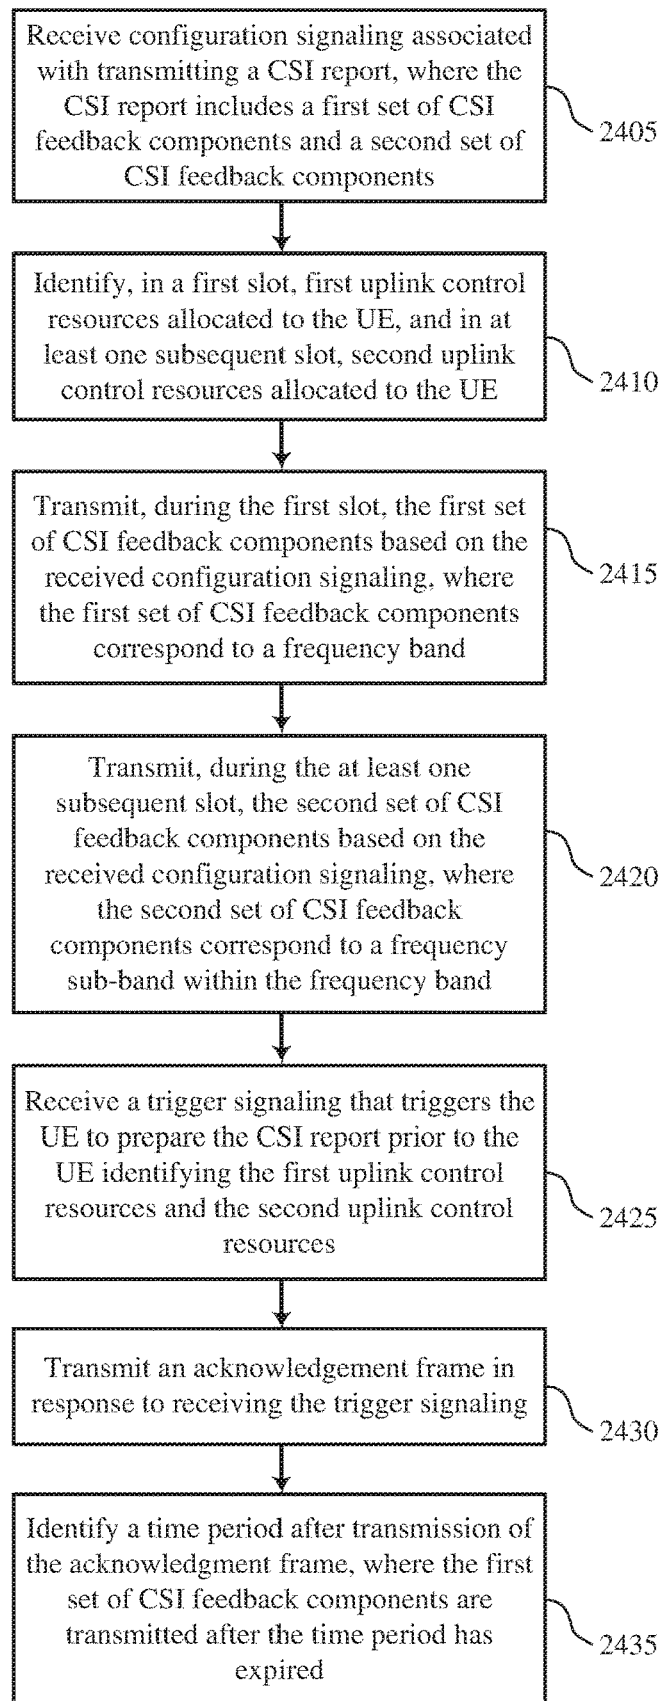 Receive configuration signaling associated
with transmitting a CSI report, where the
CSI report includes a first set of CSI
feedback components and a second set of
CSI feedback components
2405
Identify, in a first slot, first uplink control
resources allocated to the UE, and in at
least one subsequent slot, second uplink
control resources allocated to the UE
2410
Transmit, during the first slot, the first set
of CSI feedback components based on the
received configuration signaling, where
the first set of CSI feedback components
correspond to a frequency band
2415
Transmit, during the at least one
subsequent slot, the second set of CSI
feedback components based on the
received configuration signaling, where
the second set of CSI feedback
components correspond to a frequency
sub-band within the frequency band
2420
Receive a trigger signaling that triggers the
UE to prepare the CSI report prior to the
UE identifying the first uplink control
resources and the second uplink control
resources
2425
Transmit an acknowledgement frame in
response to receiving the trigger signaling
2430
Identify a time period after transmission of
the acknowledgment frame, where the first
set of CSI feedback components are
transmitted after the time period has
expired
2435